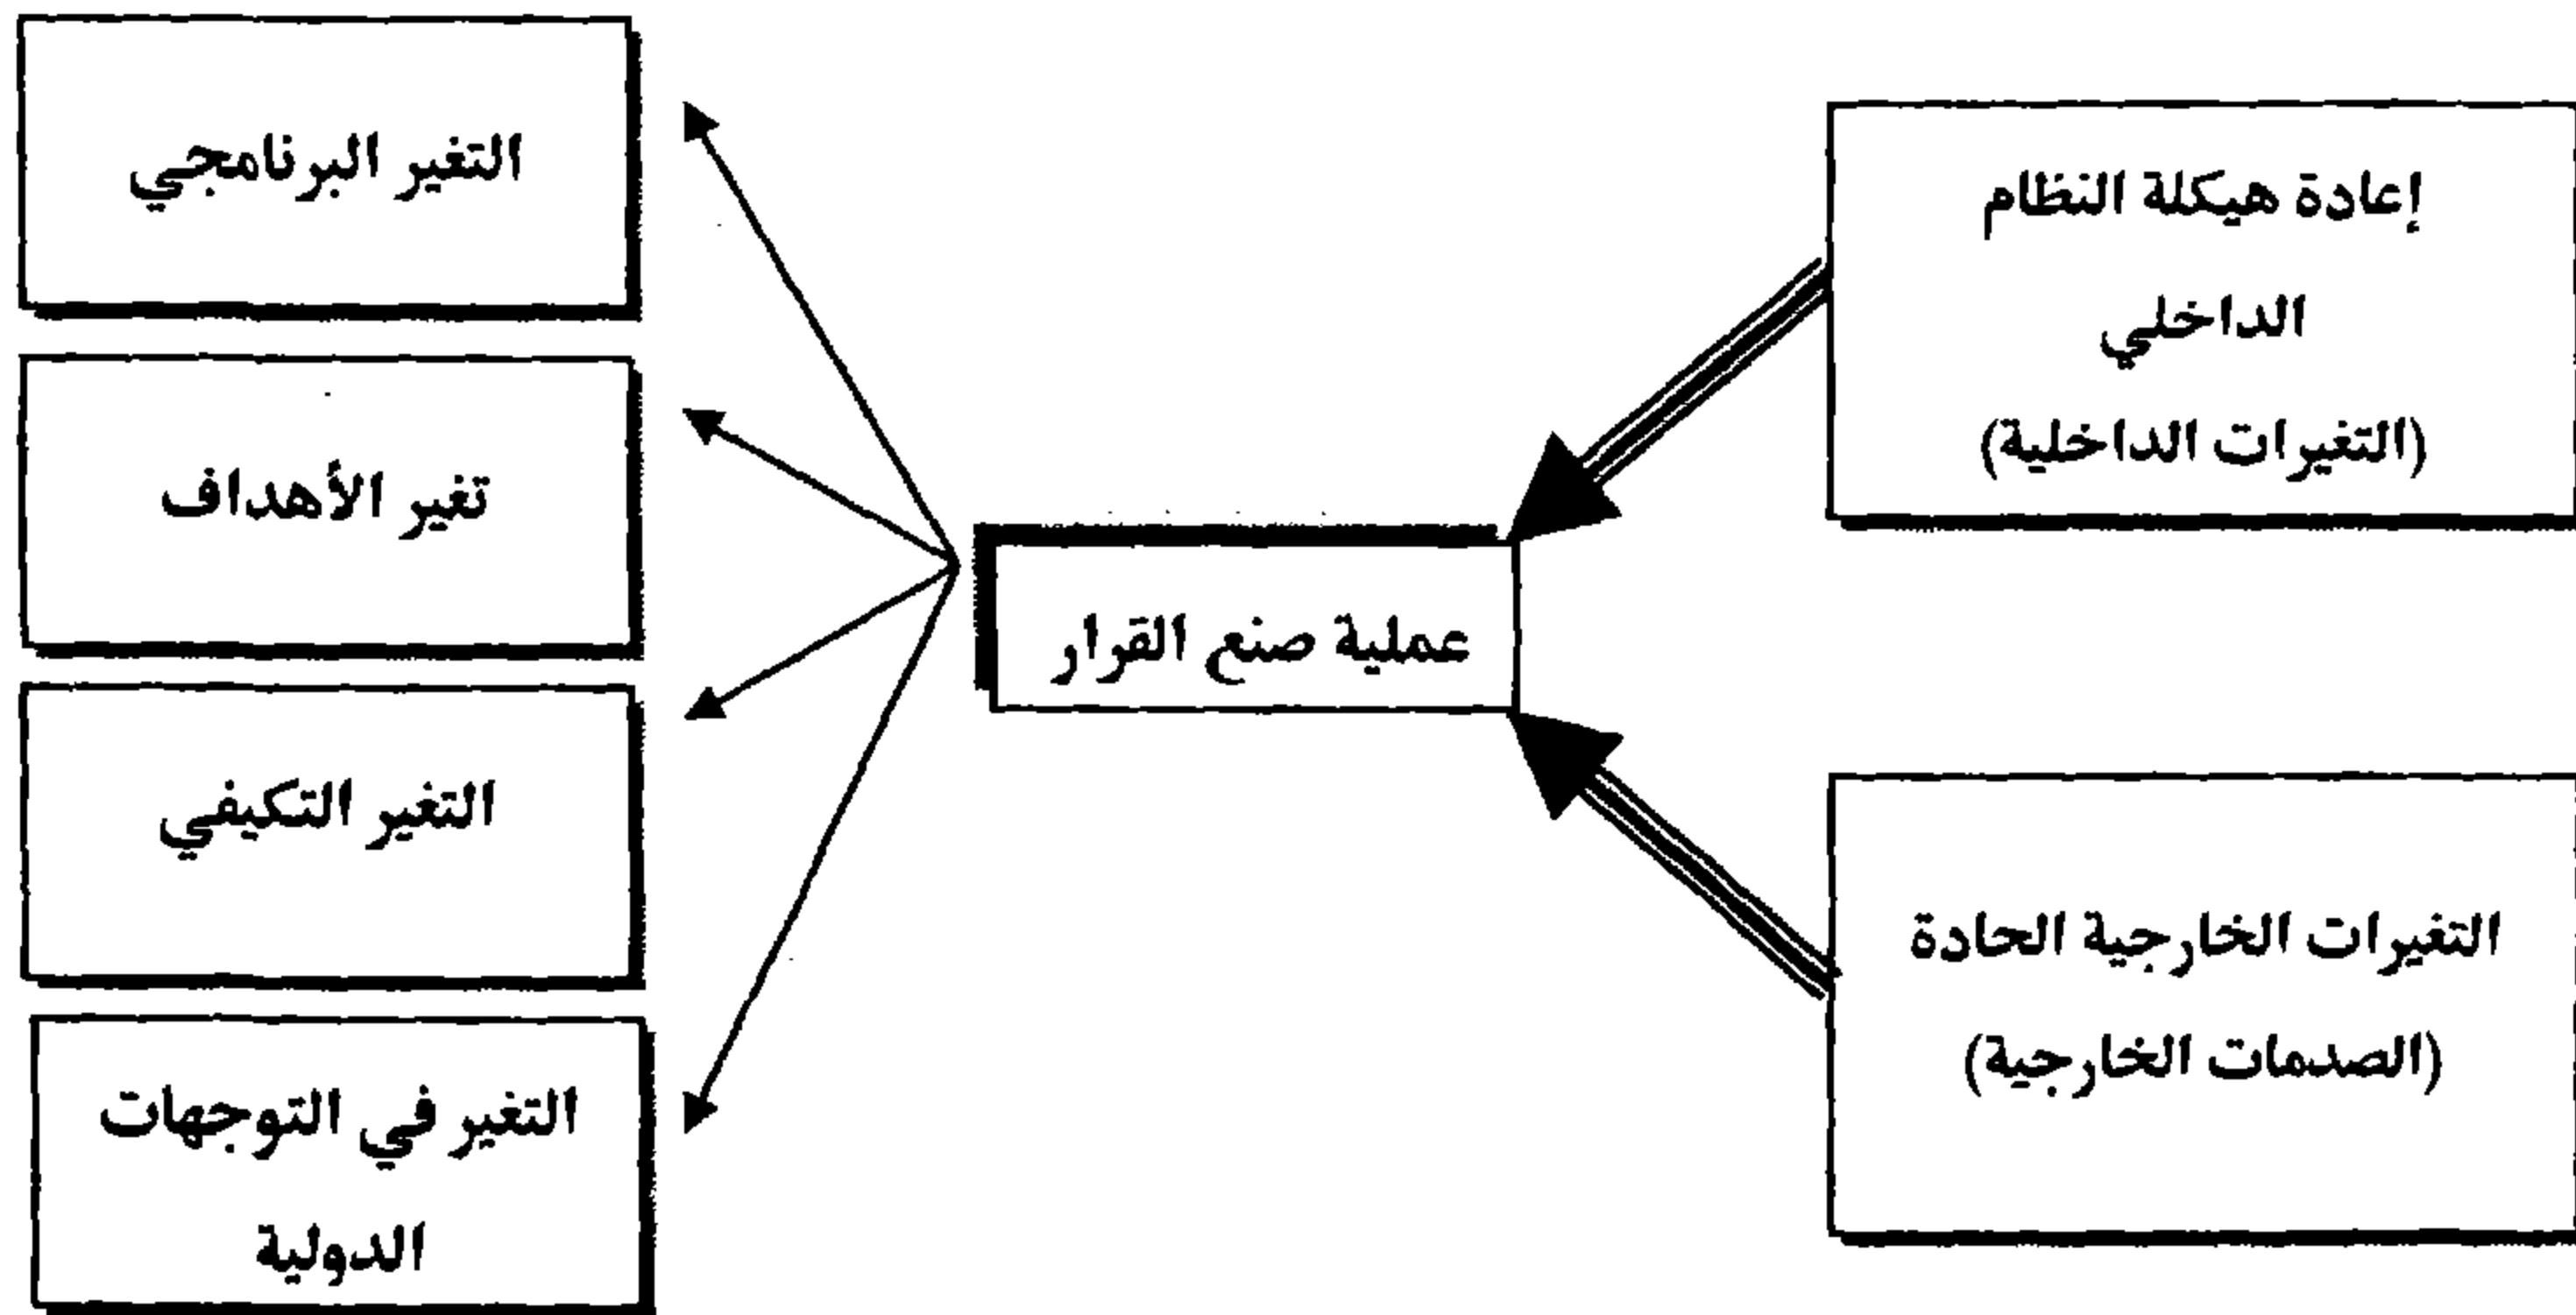 إعادة هيكلة النظام
الداخلي
(التغيرات الداخلية)
التغيرات الخارجية الحادة
(الصدمات الخارجية)
عملية صنع القرار
التغير البرنامجي
تغير الأهداف
التغير التكيفي
التغير في التوجهات
الدولية